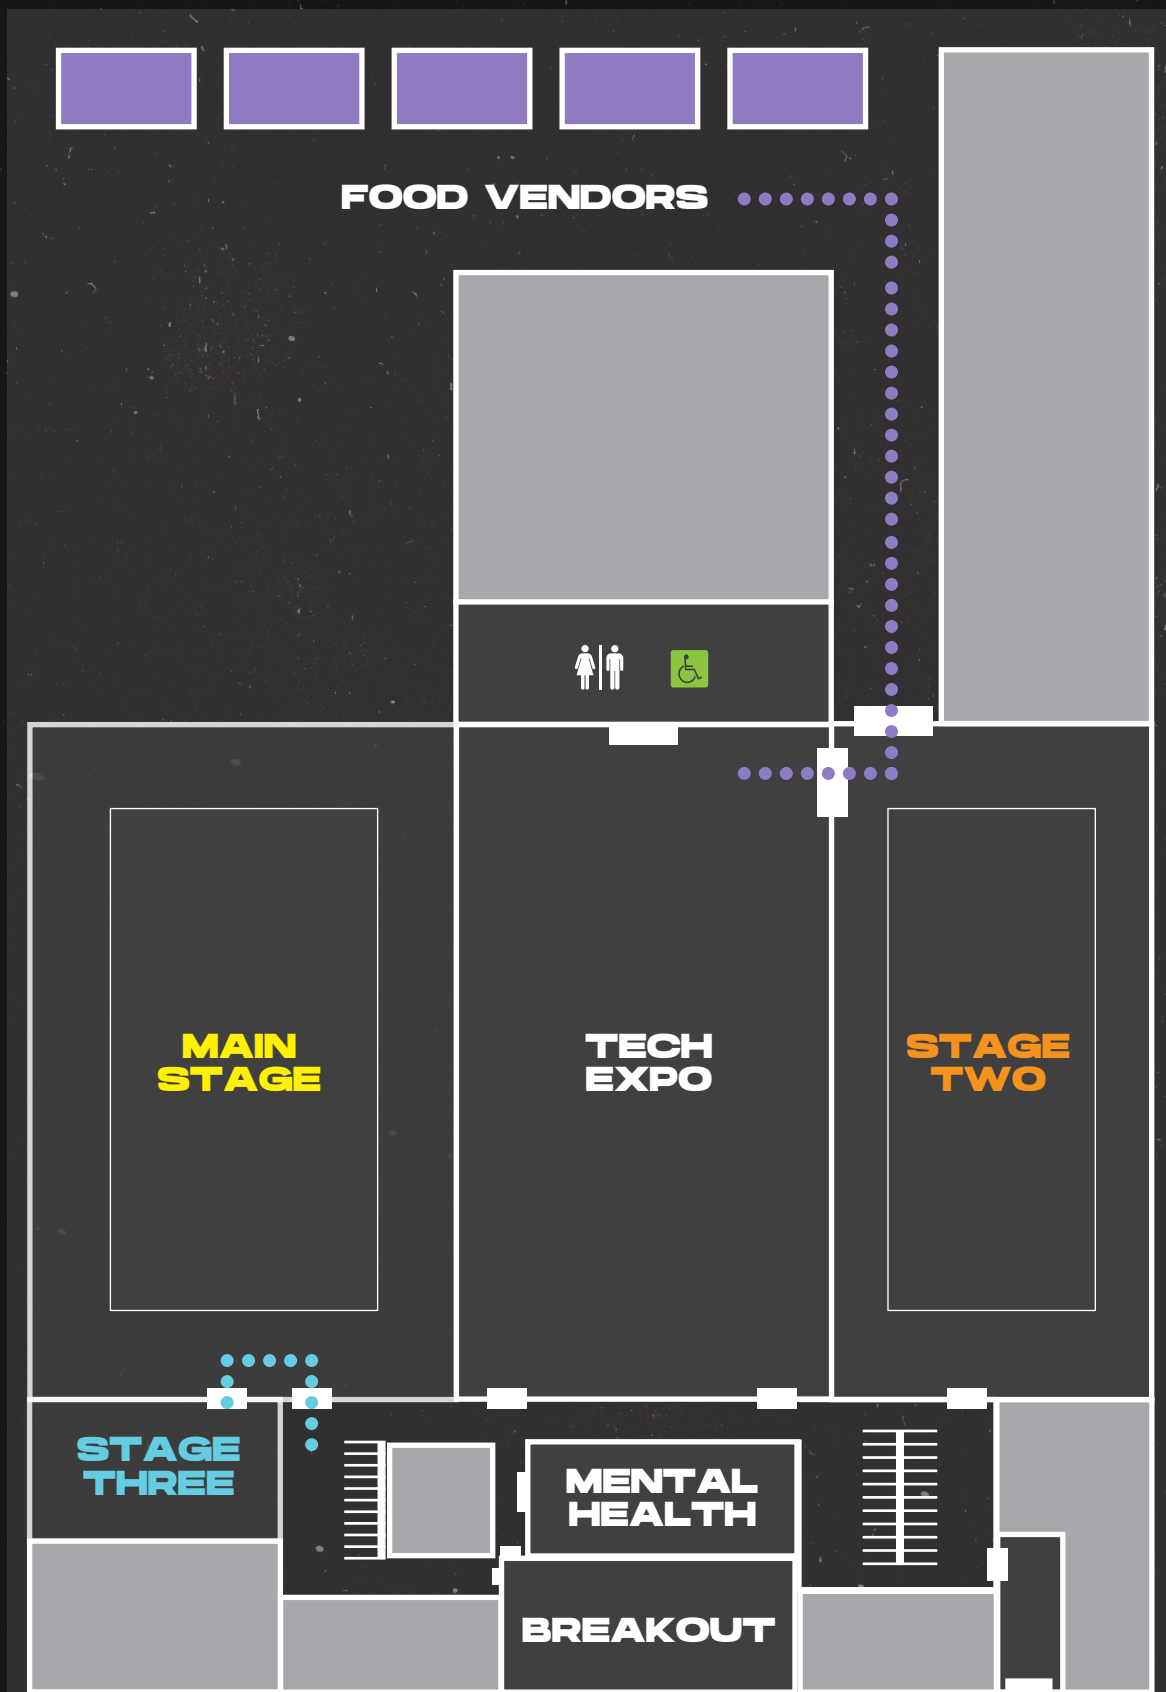 FOOD VENDORS
MAIN
STAGE
TECH
EXPO
STAGE
TWO
STAGE
THREE
MENTAL
HEALTH
BREAKOUT